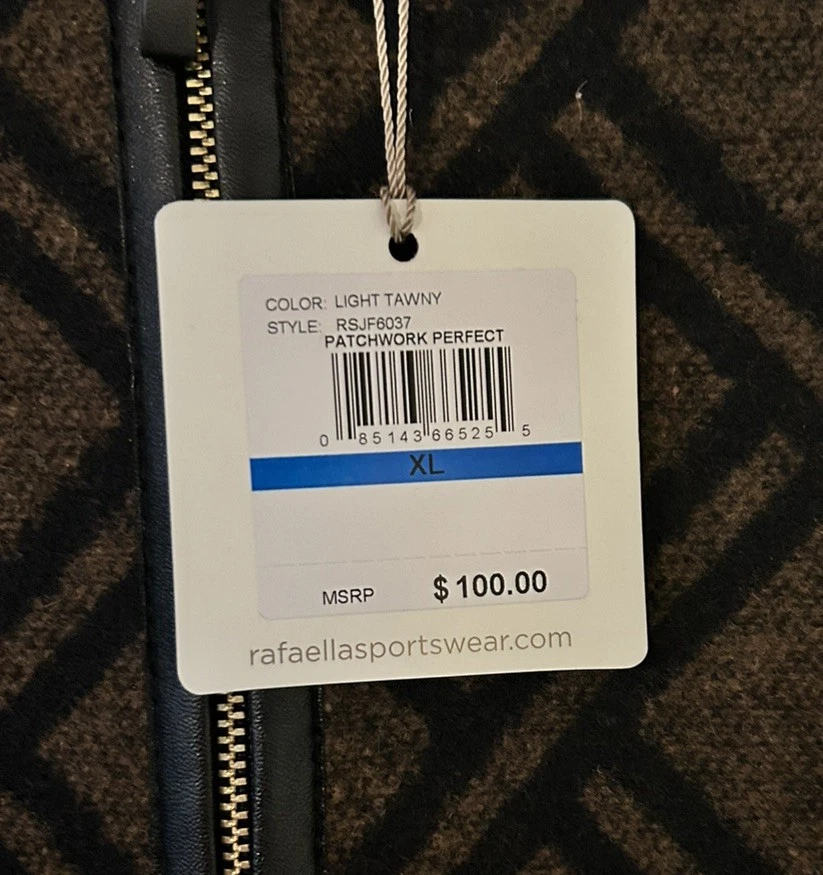 COLOR: LIGHT TAWNY
STYLE: RSJF6037
PATCHWORK PERFECT
0 85143 66525 5
XL
MSRP $100.00
rafaellasportswear.com